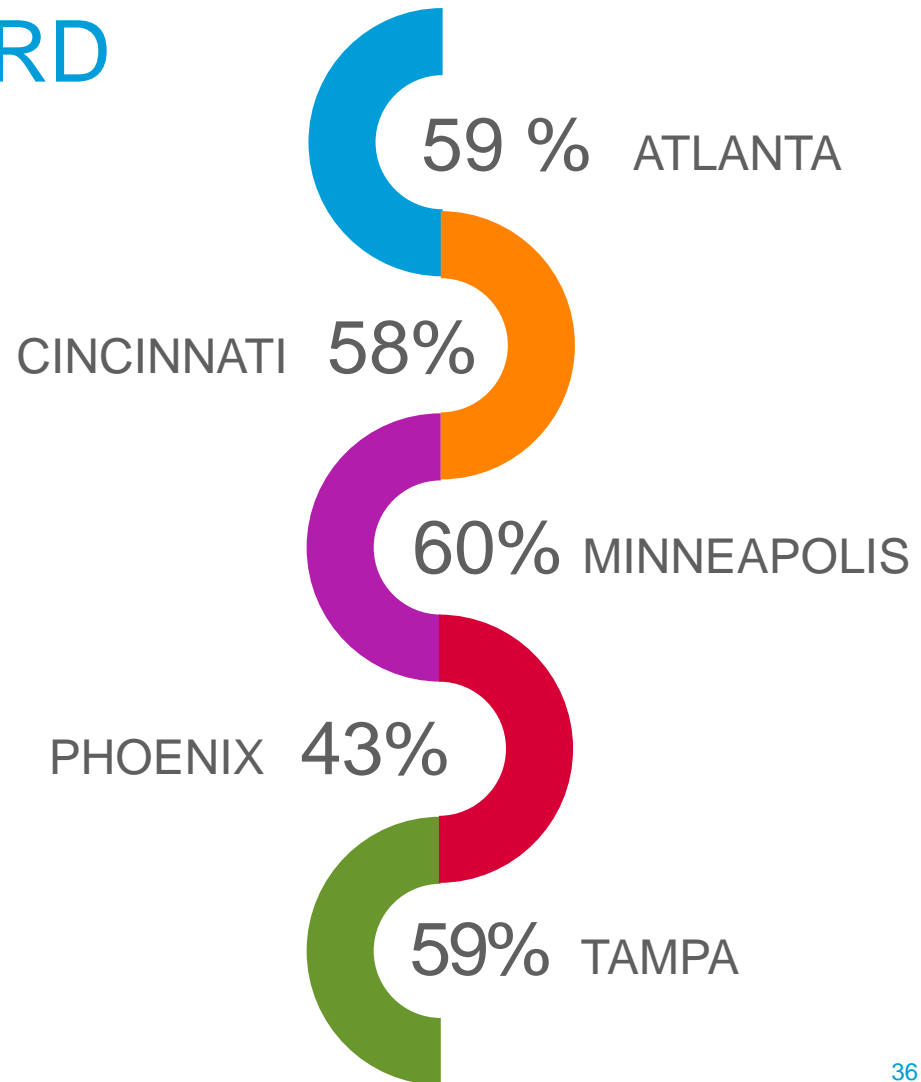 RD
59 % ATLANTA
CINCINNATI 58%
60% MINNEAPOLIS
PHOENIX 43%
59% TAMPA
36